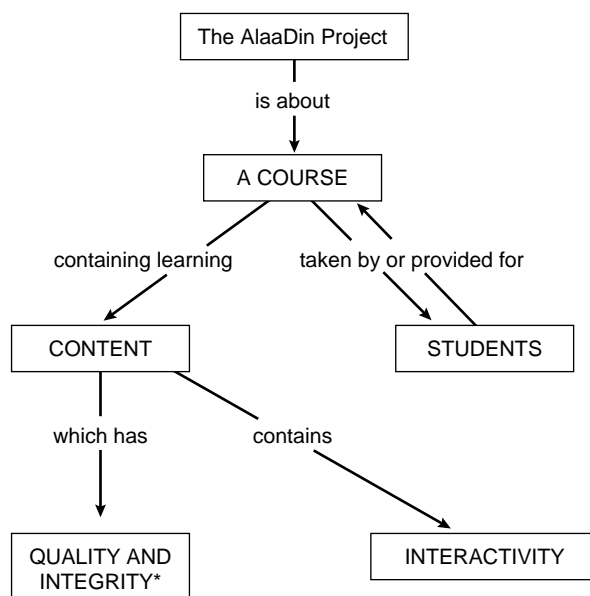 The AlaaDin Project
is about
A COURSE
containing learning
taken by or provided for
CONTENT
STUDENTS
which has
contains
QUALITY AND
INTEGRITY*
INTERACTIVITY